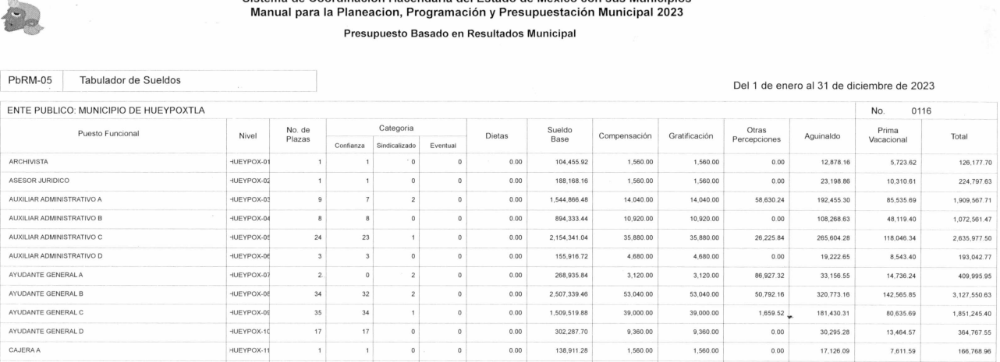 Sistema de Coordinación Hacendaria del Estado de México con sus Municipios
Manual para la Planeacion, Programación y Presupuestación Municipal 2023
Presupuesto Basado en Resultados Municipal
PbRM-05 Tabulador de Sueldos
Del 1 de enero al 31 de diciembre de 2023
ENTE PUBLICO: MUNICIPIO DE HUEYPOXTLA No. 0116
Puesto Funcional Nivel No. de Plazas Categoria Dietas Sueldo Base Compensación Gratificación Otras Percepciones Aguinaldo Prima Vacacional Total
Confianza Sindicalizado Eventual
ARCHIVISTA HUEYPOX-01 1 1 0 0 0.00 104,455.92 1,560.00 1,560.00 0.00 12,878.16 5,723.62 126,177.70
ASESOR JURIDICO HUEYPOX-02 1 1 0 0 0.00 188,168.16 1,560.00 1,560.00 0.00 23,198.86 10,310.61 224,797.63
AUXILIAR ADMINISTRATIVO A HUEYPOX-03 9 7 2 0 0.00 1,544,866.48 14,040.00 14,040.00 58,630.24 192,455.30 85,535.69 1,909,567.71
AUXILIAR ADMINISTRATIVO B HUEYPOX-04 8 8 0 0 0.00 894,333.44 10,920.00 10,920.00 0.00 108,268.63 48,119.40 1,072,561.47
AUXILIAR ADMINISTRATIVO C HUEYPOX-05 24 23 1 0 0.00 2,154,341.04 35,880.00 35,880.00 26,225.84 265,604.28 118,046.34 2,635,977.50
AUXILIAR ADMINISTRATIVO D HUEYPOX-06 3 3 0 0 0.00 155,916.72 4,680.00 4,680.00 0.00 19,222.65 8,543.40 193,042.77
AYUDANTE GENERAL A HUEYPOX-07 2 0 2 0 0.00 268,935.84 3,120.00 3,120.00 86,927.32 33,156.55 14,736.24 409,995.95
AYUDANTE GENERAL B HUEYPOX-08 34 32 2 0 0.00 2,507,339.46 53,040.00 53,040.00 50,792.16 320,773.16 142,565.85 3,127,550.63
AYUDANTE GENERAL C HUEYPOX-09 35 34 1 0 0.00 1,509,519.88 39,000.00 39,000.00 1,659.52 181,430.31 80,635.69 1,851,245.40
AYUDANTE GENERAL D HUEYPOX-10 17 17 0 0 0.00 302,287.70 9,360.00 9,360.00 0.00 30,295.28 13,464.57 364,767.55
CAJERA A HUEYPOX-11 1 1 0 0 0.00 138,911.28 1,560.00 1,560.00 0.00 17,126.09 7,611.59 166,768.96